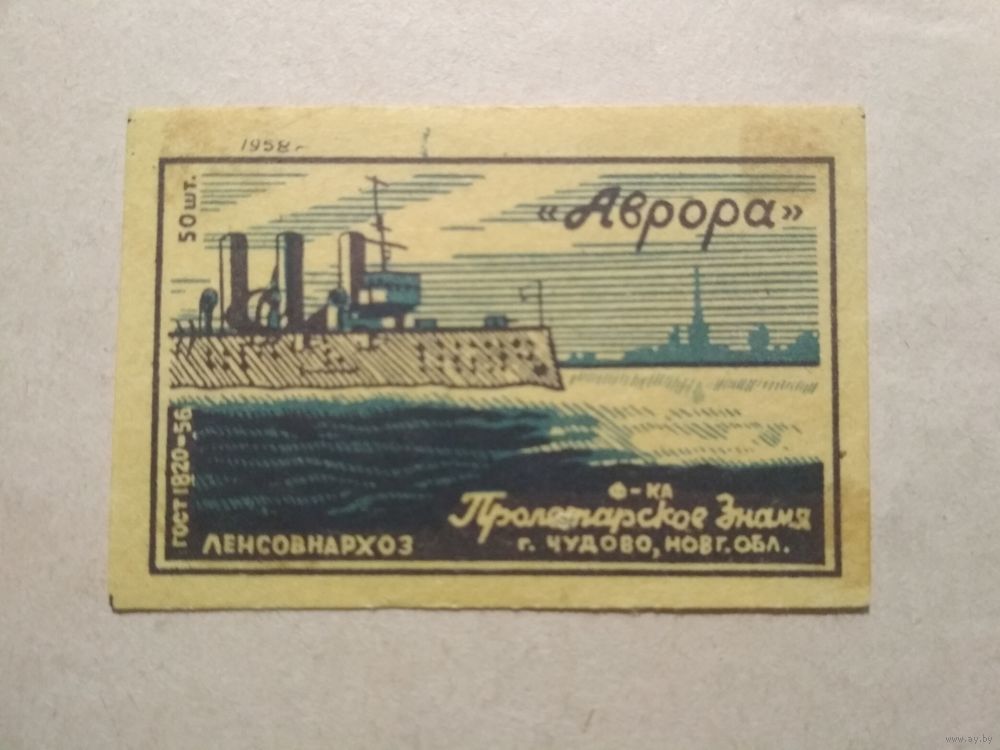 1958 г
50 шт.
«Аврора»
ГОСТ 1820-56
ф-ка
Пролетарское Знамя
г. Чудово, Новг. обл.
ЛЕНСОВНАРХОЗ
www.ay.by